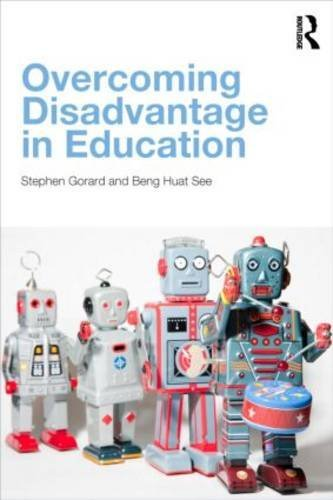 R
ROUTLEDGE
Overcoming
Disadvantage
in Education
Stephen Gorard and Beng Huat See